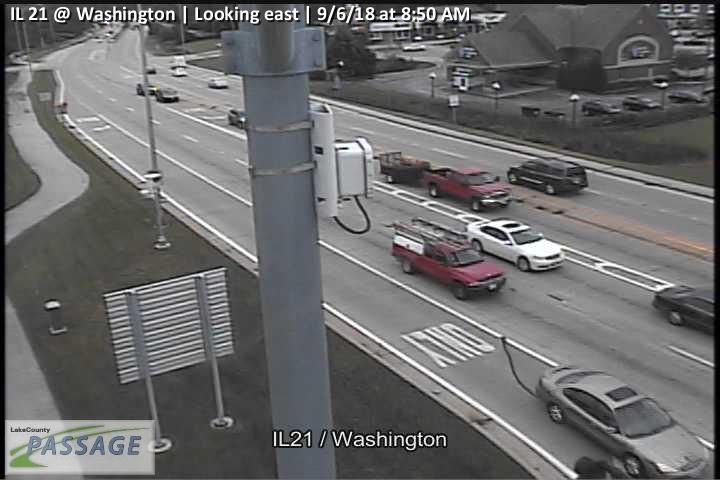 IL 21 @ Washington | Looking east | 9/6/18 at 8:50 AM
ONLY
LakeCounty
PASSAGE
IL21 / Washington